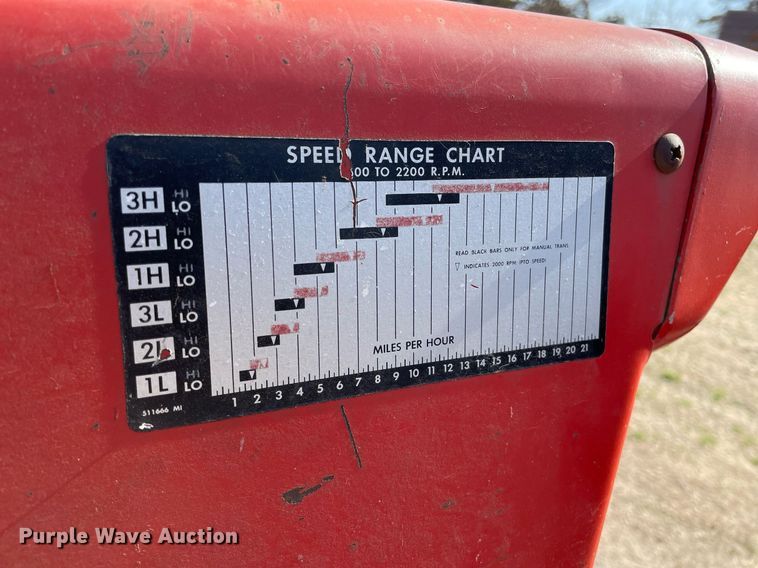 SPEED RANGE CHART
00 TO 2200 R.P.M.
3H HI LO
2H HI LO
1H HI LO
3L HI LO
2L HI LO
1L HI LO
READ BLACK BARS ONLY FOR MANUAL TRANS.
INDICATES 2000 RPM (PTO SPEED)
MILES PER HOUR
1 2 3 4 5 6 7 8 9 10 11 12 13 14 15 16 17 18 19 20 21
511666 MI
Purple Wave Auction